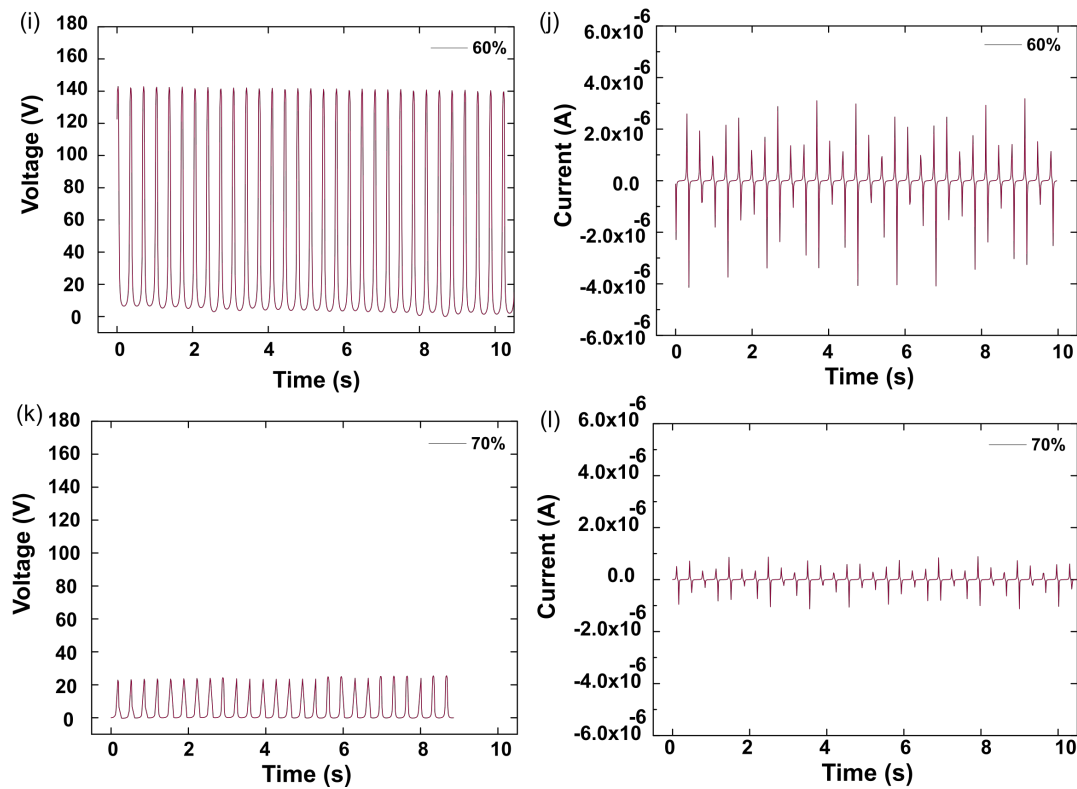 (i)
180
160
140
120
100
80
60
40
20
0
Voltage (V)
60%
0 2 4 6 8 10
Time (s)
(j)
6.0x10-6
4.0x10-6
2.0x10-6
0.0
-2.0x10-6
-4.0x10-6
-6.0x10-6
Current (A)
60%
0 2 4 6 8 10
Time (s)
(k)
180
160
140
120
100
80
60
40
20
0
Voltage (V)
70%
0 2 4 6 8 10
Time (s)
(l)
6.0x10-6
4.0x10-6
2.0x10-6
0.0
-2.0x10-6
-4.0x10-6
-6.0x10-6
Current (A)
70%
0 2 4 6 8 10
Time (s)